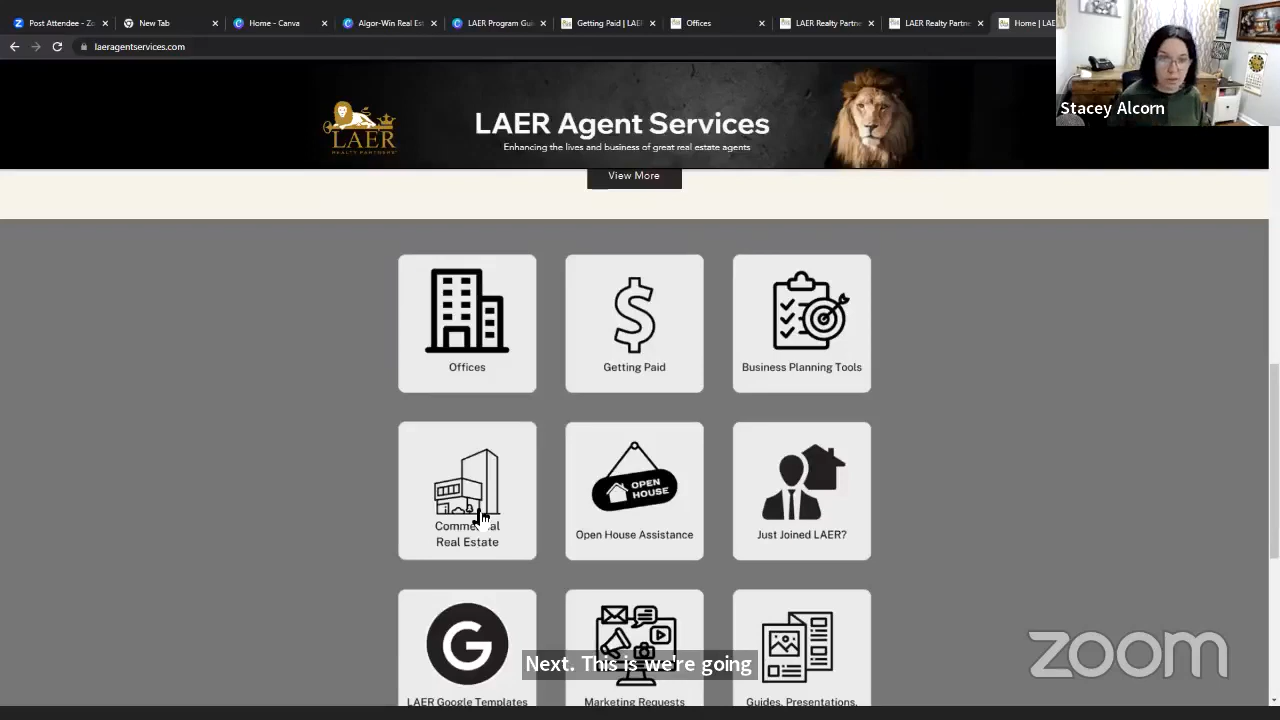 Post Attendee - Zo
New Tab
Home - Canva
Algor-Win Real Est
LAER Program Gui
Getting Paid | LAE
Offices
LAER Realty Partne
LAER Realty Partne
Home | LAE
laeragentservices.com
Stacey Alcorn
LAER
REALTY PARTNERS
LAER Agent Services
Enhancing the lives and business of great real estate agents
View More
Offices
Getting Paid
Business Planning Tools
Commercial
Real Estate
OPEN
HOUSE
Open House Assistance
Just Joined LAER?
G
LAER Google Templates
Marketing Requests
Guides, Presentations,
Next. This is we're going
zoom